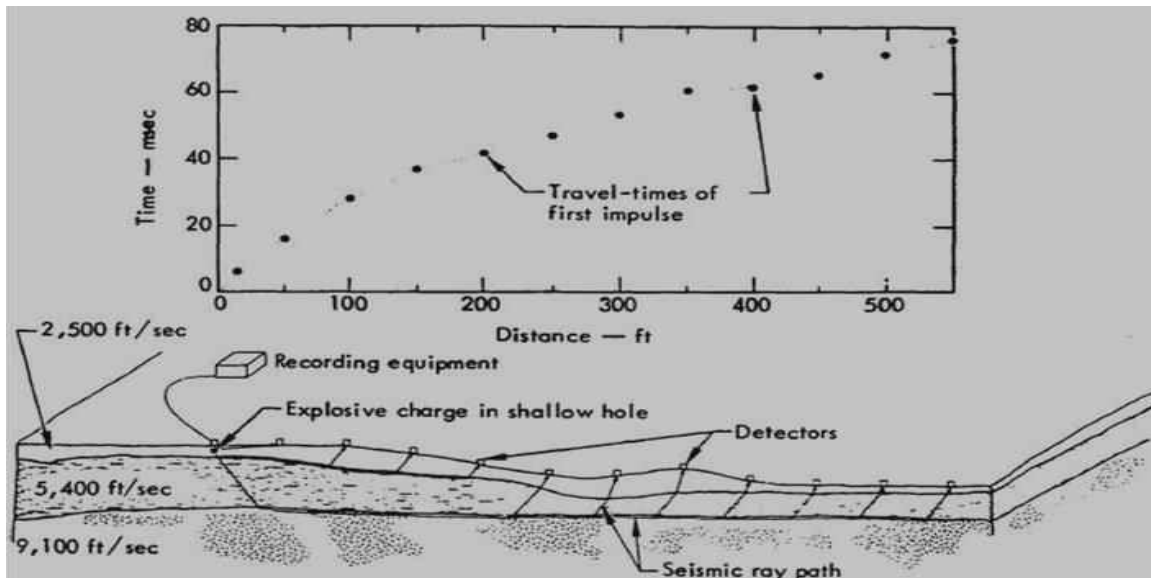 80
60
40
20
0
Time — msec
Travel-times of
first impulse
0
100
200
300
400
500
Distance — ft
2,500 ft/sec
Recording equipment
Explosive charge in shallow hole
Detectors
5,400 ft/sec
9,100 ft/sec
Seismic ray path